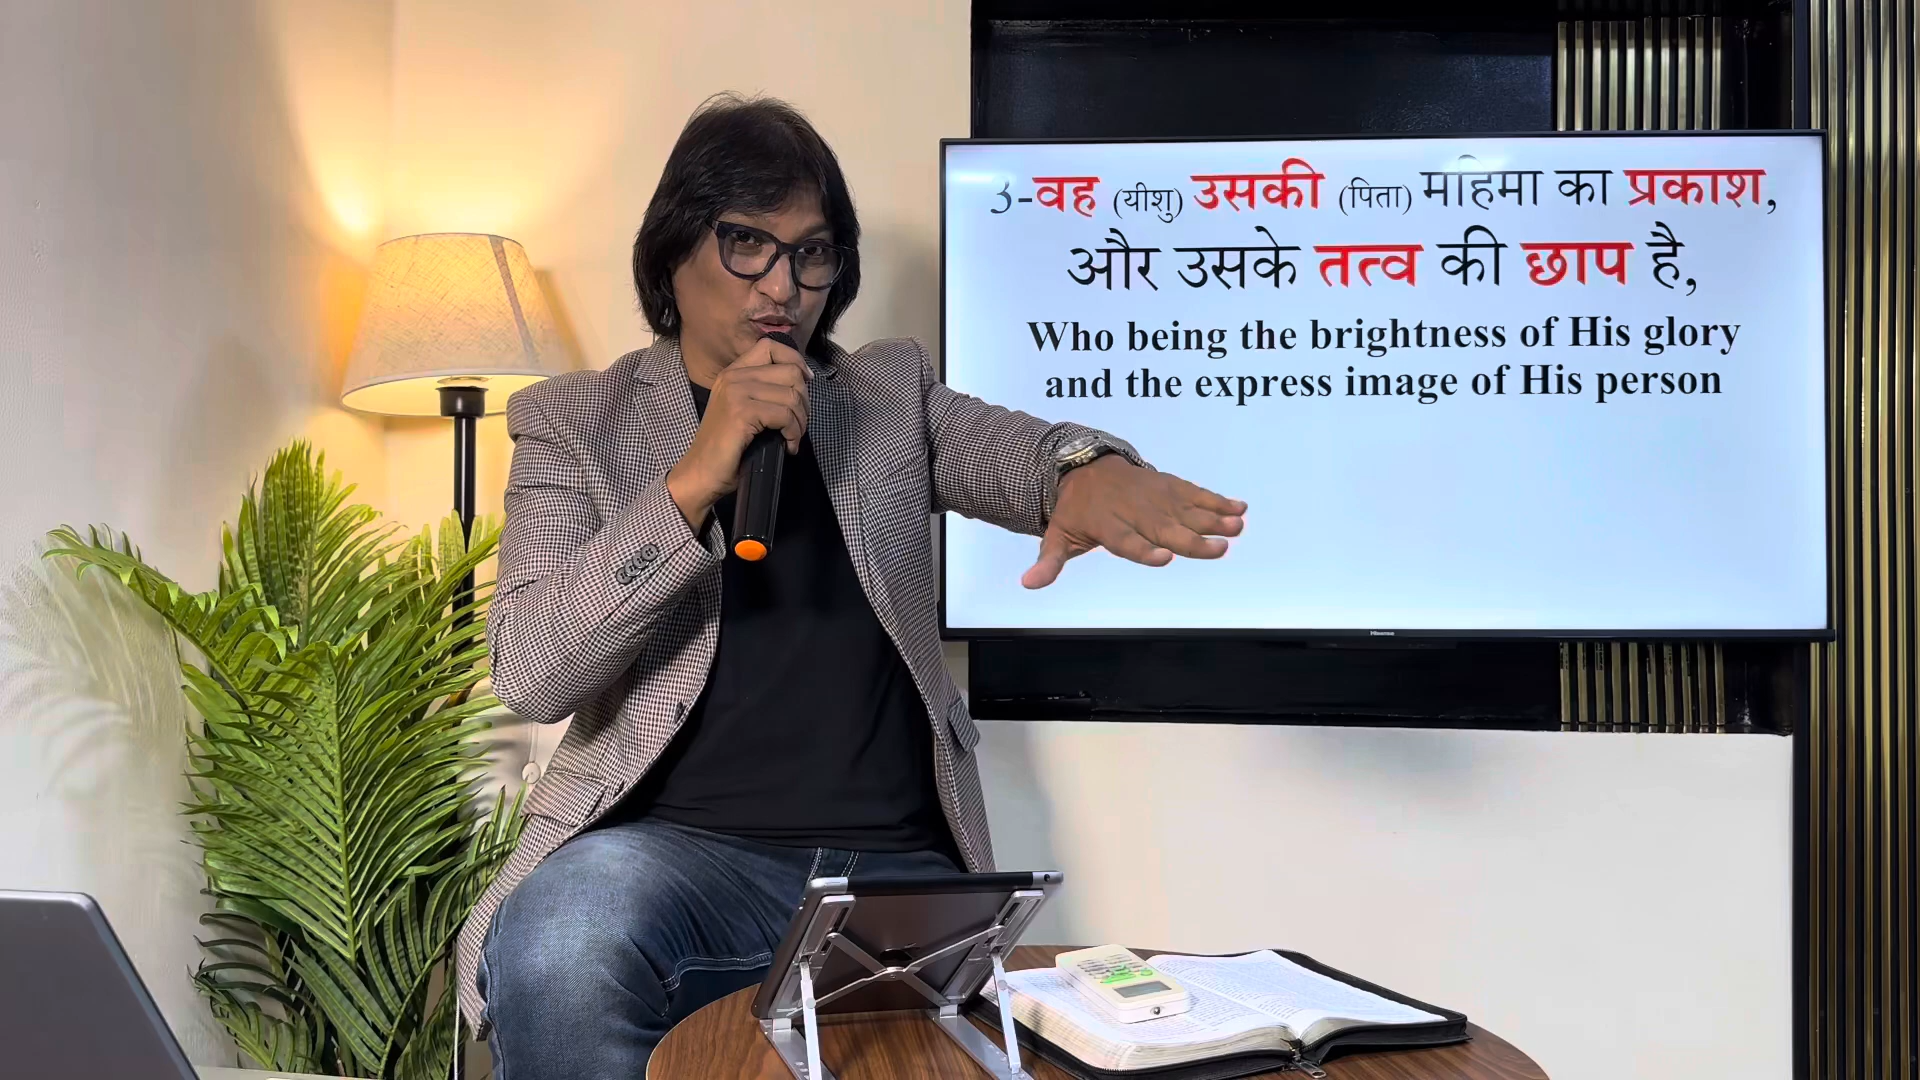 3-वह (यीशु) उसकी (पिता) महिमा का प्रकाश,
और उसके तत्व की छाप है,
Who being the brightness of His glory
and the express image of His person
Hisense